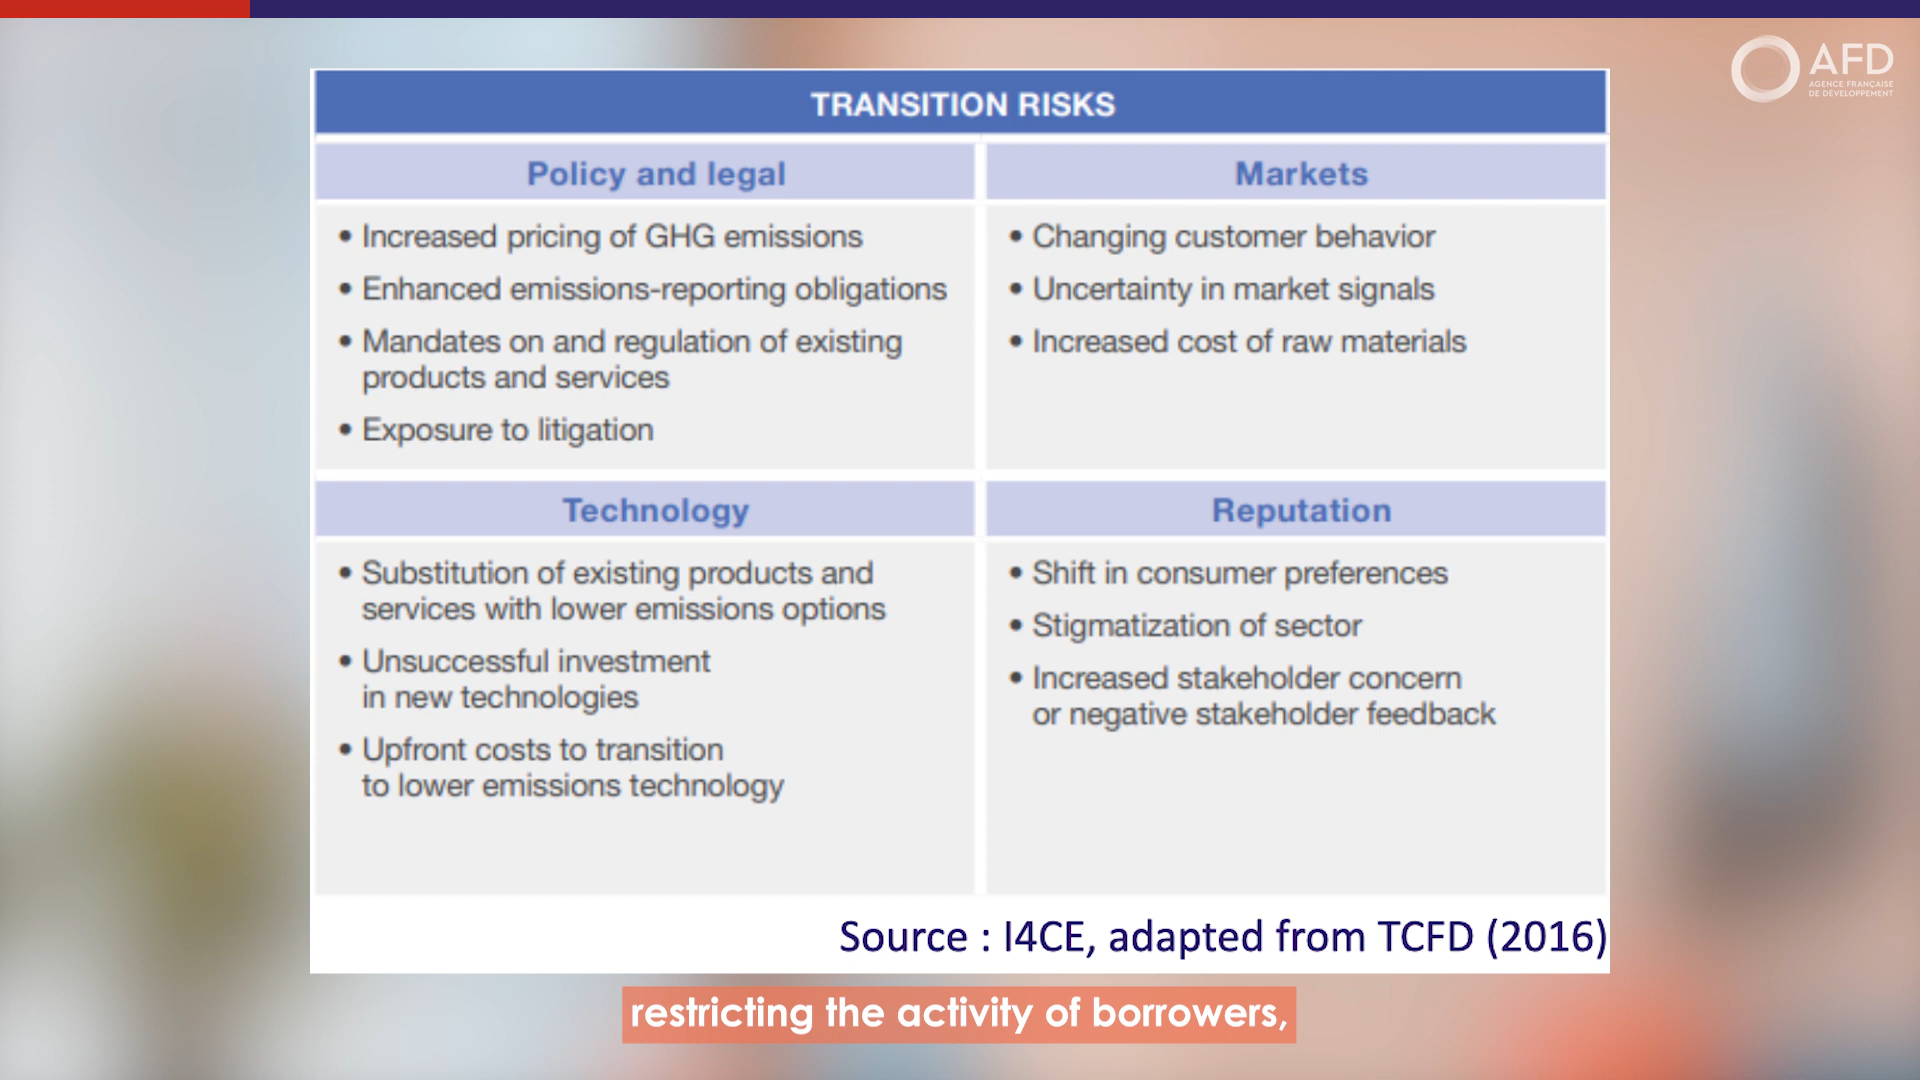 AFD
AGENCE FRANÇAISE
DE DÉVELOPPEMENT
TRANSITION RISKS
Policy and legal
• Increased pricing of GHG emissions
• Enhanced emissions-reporting obligations
• Mandates on and regulation of existing
products and services
• Exposure to litigation
Markets
• Changing customer behavior
• Uncertainty in market signals
• Increased cost of raw materials
Technology
• Substitution of existing products and
services with lower emissions options
• Unsuccessful investment
in new technologies
• Upfront costs to transition
to lower emissions technology
Reputation
• Shift in consumer preferences
• Stigmatization of sector
• Increased stakeholder concern
or negative stakeholder feedback
Source : I4CE, adapted from TCFD (2016)
restricting the activity of borrowers,